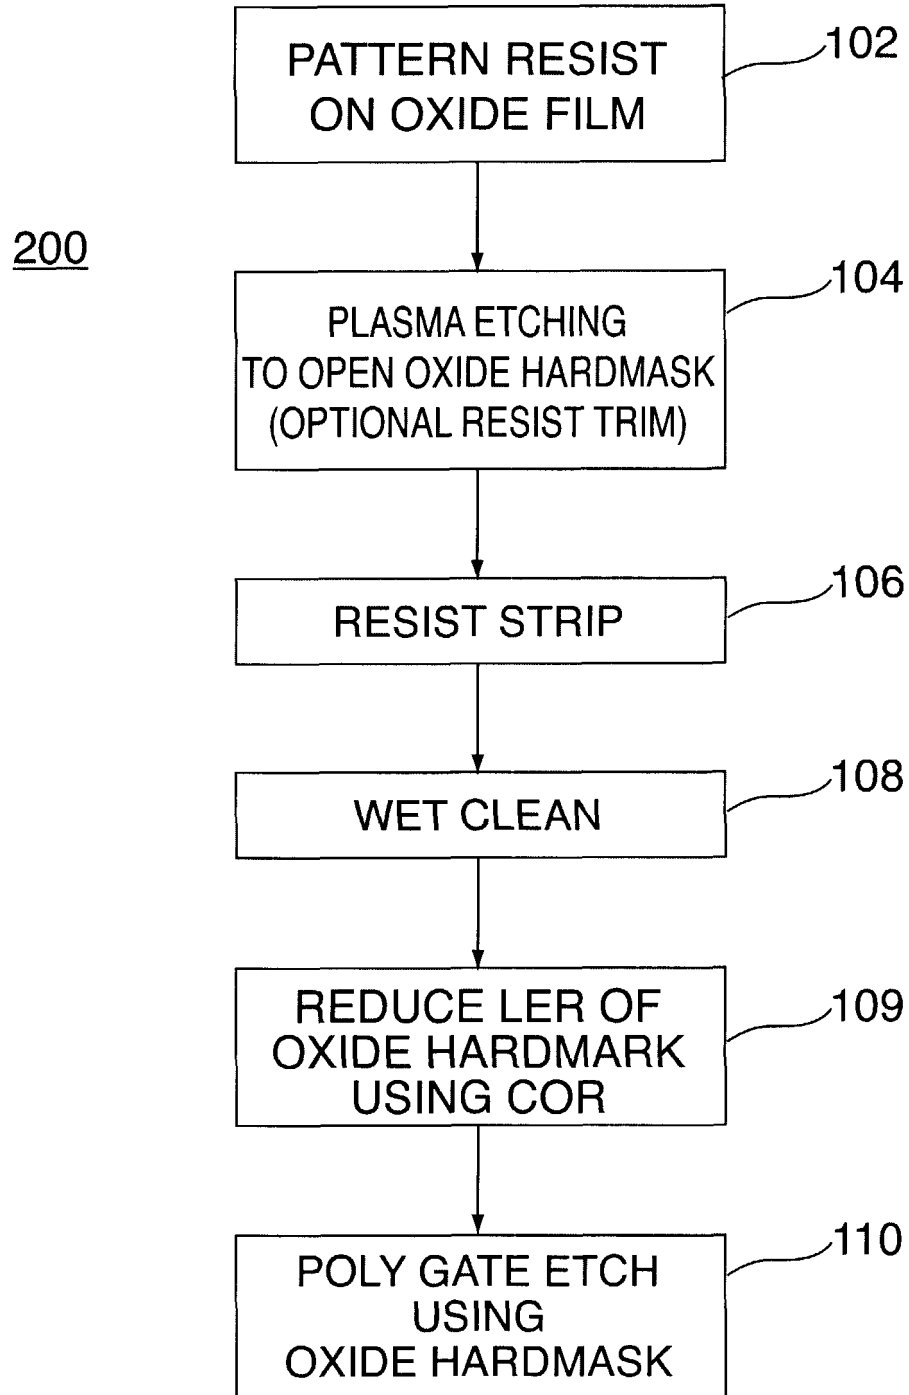 PATTERN RESIST
ON OXIDE FILM
102
200
PLASMA ETCHING
TO OPEN OXIDE HARDMASK
(OPTIONAL RESIST TRIM)
104
RESIST STRIP
106
WET CLEAN
108
REDUCE LER OF
OXIDE HARDMARK
USING COR
109
POLY GATE ETCH
USING
OXIDE HARDMASK
110